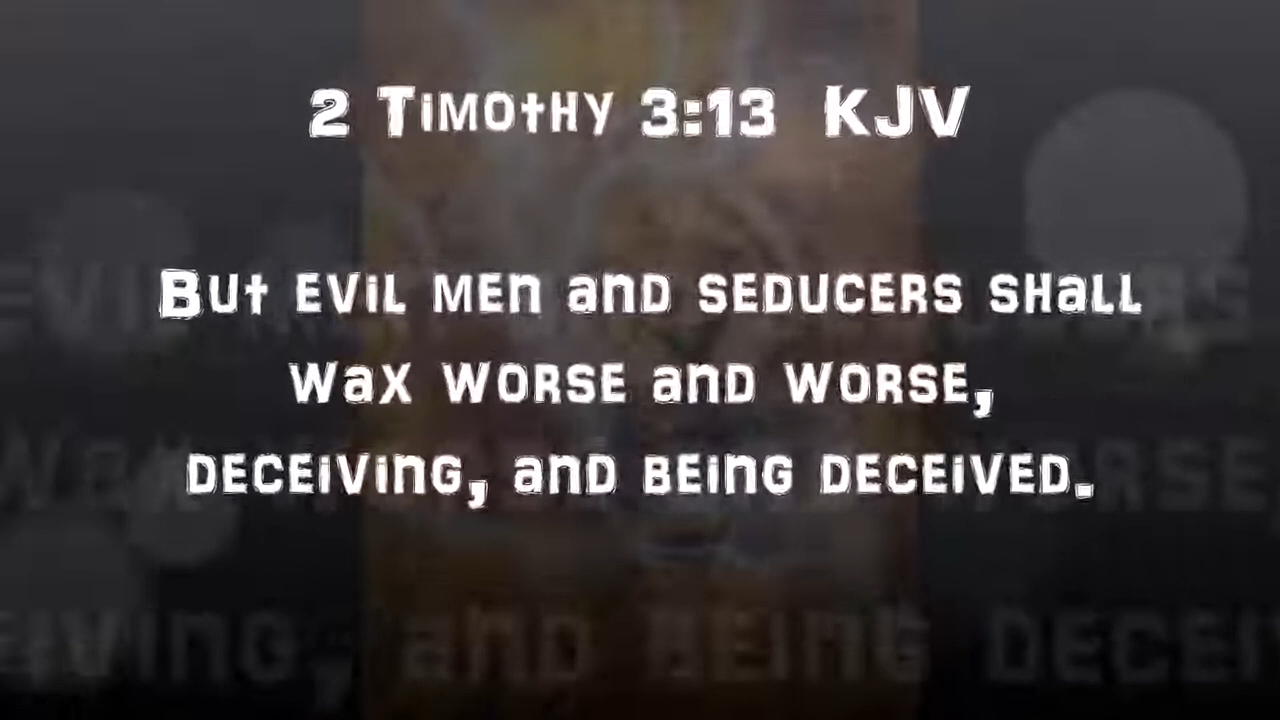 2 Timothy 3:13 KJV
But evil men and seducers shall
wax worse and worse,
deceiving, and being deceived.